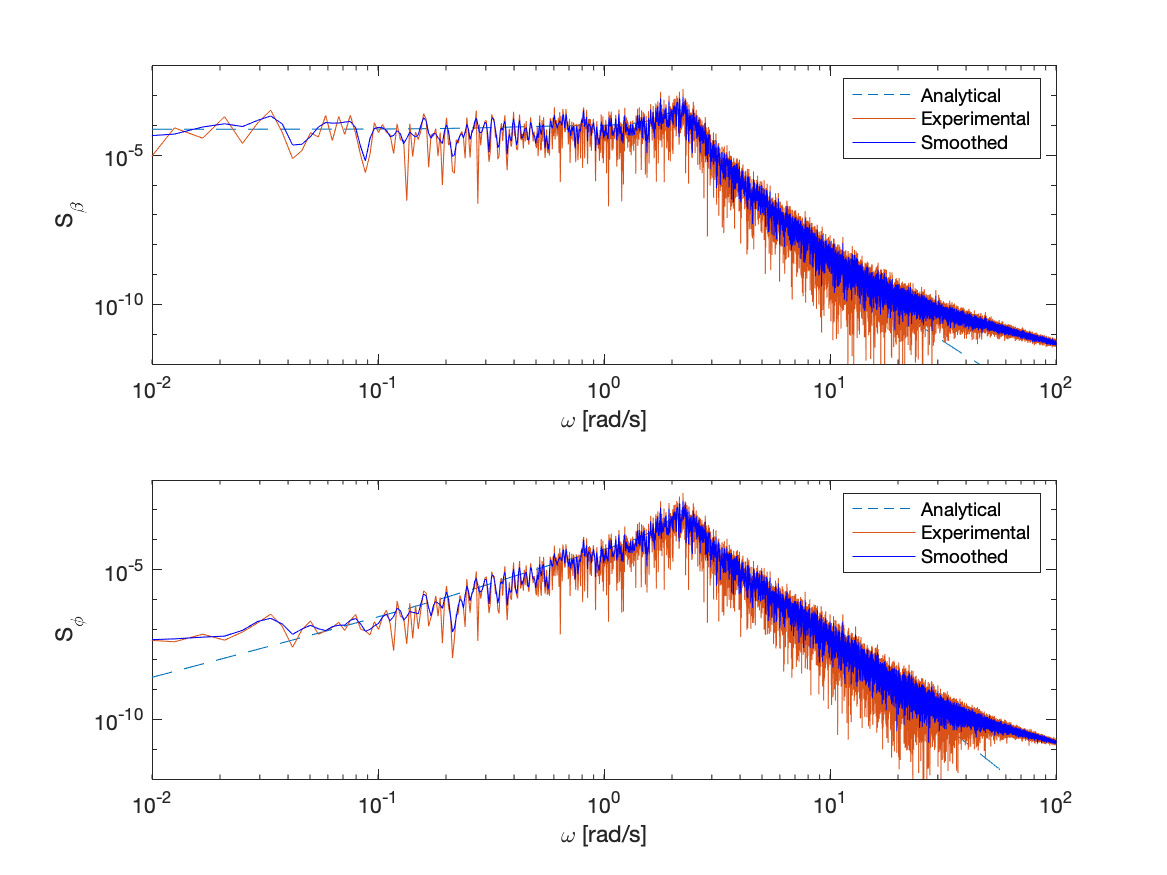 10^-5
10^-10
S_β
10^-2
10^-1
10^0
10^1
10^2
ω [rad/s]
Analytical
Experimental
Smoothed
10^-5
10^-10
S_ϕ
10^-2
10^-1
10^0
10^1
10^2
ω [rad/s]
Analytical
Experimental
Smoothed